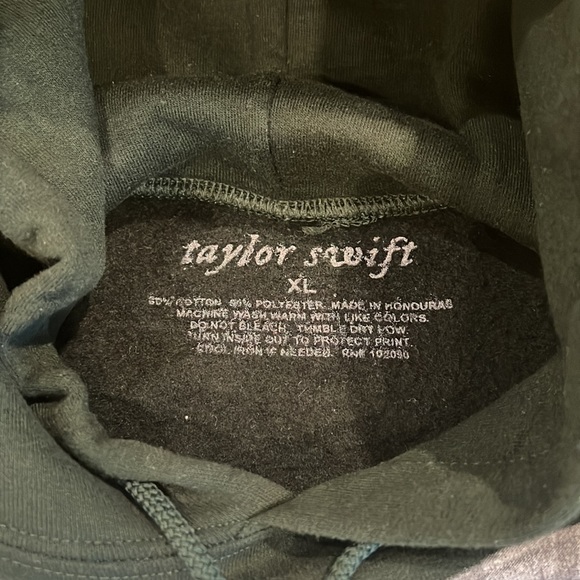 taylor swift
XL
50% COTTON 50% POLYESTER MADE IN HONDURAS
MACHINE WASH WARM WITH LIKE COLORS.
DO NOT BLEACH. TUMBLE DRY LOW.
TURN INSIDE OUT TO PROTECT PRINT.
COOL IRON IF NEEDED. RN# 102090